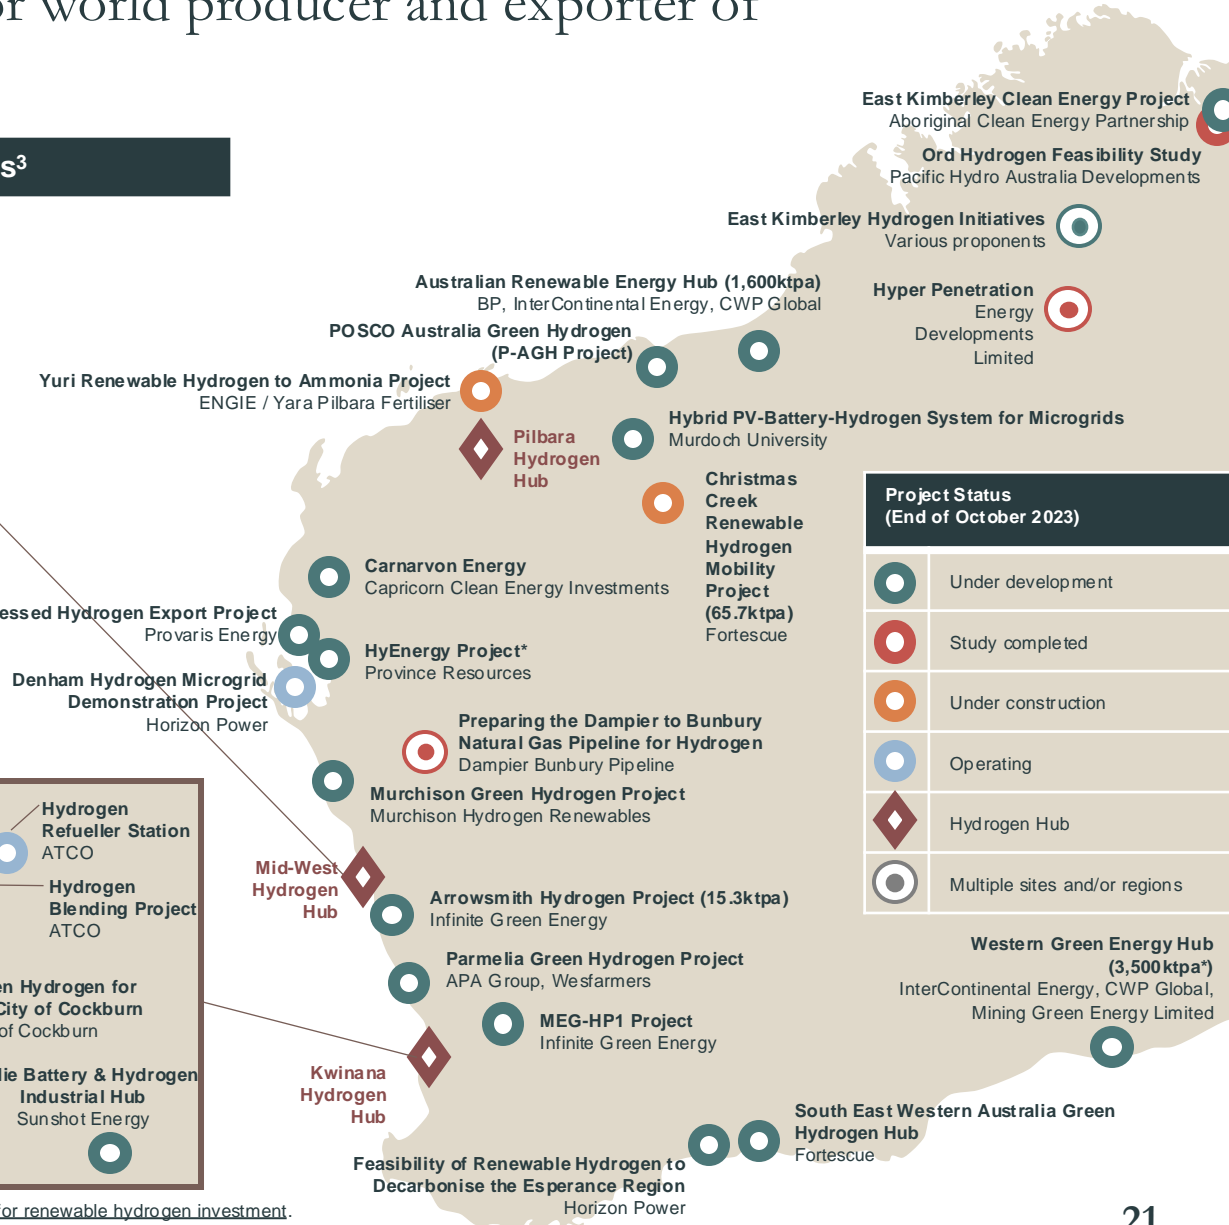 or world producer and exporter of
s³
East Kimberley Clean Energy Project
Aboriginal Clean Energy Partnership
Ord Hydrogen Feasibility Study
Pacific Hydro Australia Developments
East Kimberley Hydrogen Initiatives
Various proponents
Australian Renewable Energy Hub (1,600ktpa)
BP, InterContinental Energy, CWP Global
Hyper Penetration
Energy
Developments
Limited
POSCO Australia Green Hydrogen
(P-AGH Project)
Yuri Renewable Hydrogen to Ammonia Project
ENGIE / Yara Pilbara Fertiliser
Hybrid PV-Battery-Hydrogen System for Microgrids
Murdoch University
Pilbara
Hydrogen
Hub
Christmas
Creek
Renewable
Hydrogen
Mobility
Project
(65.7ktpa)
Fortescue
Project Status
(End of October 2023)
Under development
Study completed
Under construction
Operating
Hydrogen Hub
Multiple sites and/or regions
Carnarvon Energy
Capricorn Clean Energy Investments
essed Hydrogen Export Project
Provaris Energy
HyEnergy Project*
Province Resources
Denham Hydrogen Microgrid
Demonstration Project
Horizon Power
Preparing the Dampier to Bunbury
Natural Gas Pipeline for Hydrogen
Dampier Bunbury Pipeline
Murchison Green Hydrogen Project
Murchison Hydrogen Renewables
Hydrogen
Refueller Station
ATCO
Hydrogen
Blending Project
ATCO
en Hydrogen for
City of Cockburn
of Cockburn
lie Battery & Hydrogen
Industrial Hub
Sunshot Energy
Mid-West
Hydrogen
Hub
Arrowsmith Hydrogen Project (15.3ktpa)
Infinite Green Energy
Parmelia Green Hydrogen Project
APA Group, Wesfarmers
MEG-HP1 Project
Infinite Green Energy
Kwinana
Hydrogen
Hub
Western Green Energy Hub
(3,500ktpa*)
InterContinental Energy, CWP Global,
Mining Green Energy Limited
South East Western Australia Green
Hydrogen Hub
Fortescue
Feasibility of Renewable Hydrogen to
Decarbonise the Esperance Region
Horizon Power
for renewable hydrogen investment.
21